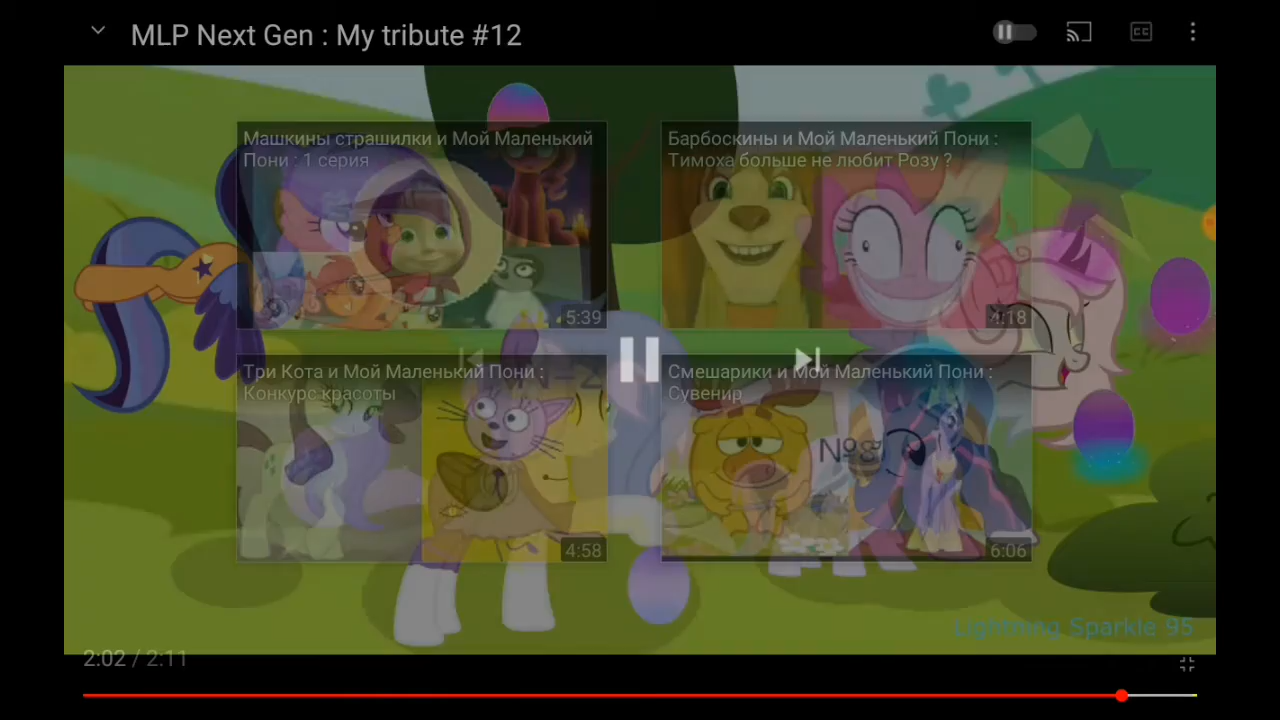 MLP Next Gen : My tribute #12
CC
Машкины страшилки и Мой Маленький
Пони : 1 серия
5:39
Барбоскины и Мой Маленький Пони :
Тимоха больше не любит Розу ?
4:18
Три Кота и Мой Маленький Пони :
Конкурс красоты
4:58
Смешарики и Мой Маленький Пони :
Сувенир
№8
6:06
Lightning Sparkle 95
2:02 / 2:11